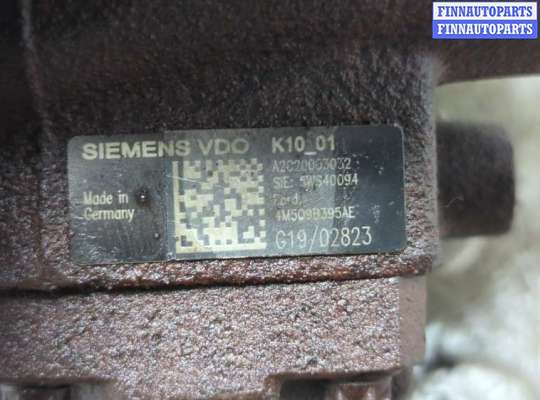 FINNAUTOPARTS
FINNAUTOPARTS
SIEMENS VDO K10_01
A2C20003032
SIE: 5WS40094
Made in
Germany
Ford:
4M5Q9B395AE
G19/02823